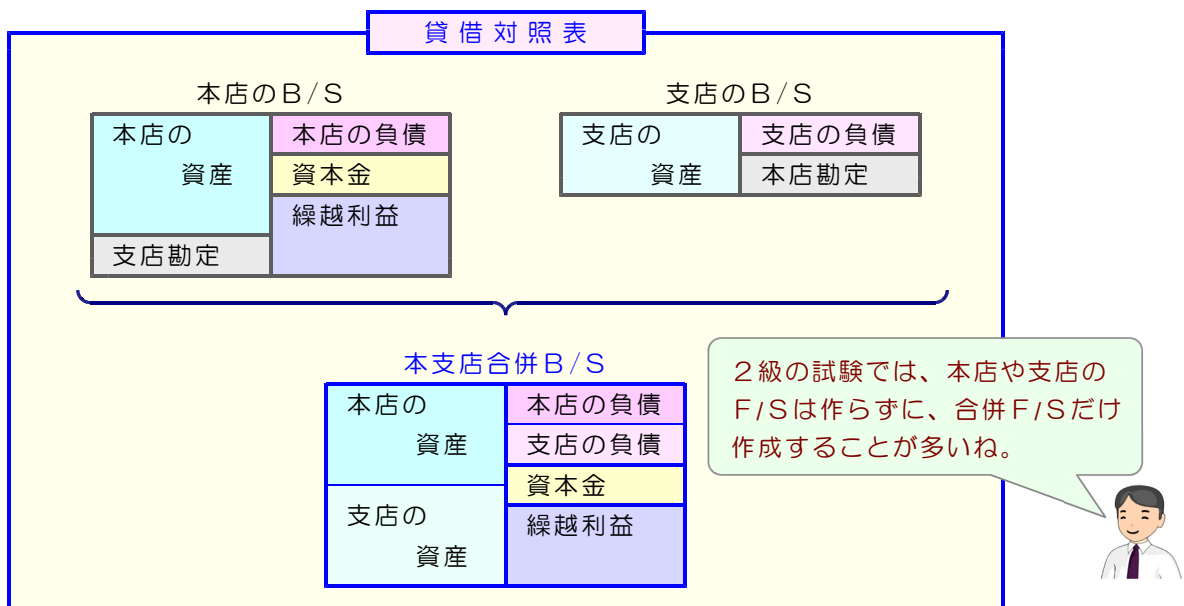 貸借対照表
本店のB/S
本店の
資産
支店勘定
本店の負債
資本金
繰越利益
支店のB/S
支店の
資産
支店の負債
本店勘定
本支店合併B/S
本店の
資産
支店の
資産
本店の負債
支店の負債
資本金
繰越利益
２級の試験では、本店や支店の
F/Sは作らずに、合併F/Sだけ
作成することが多いね。